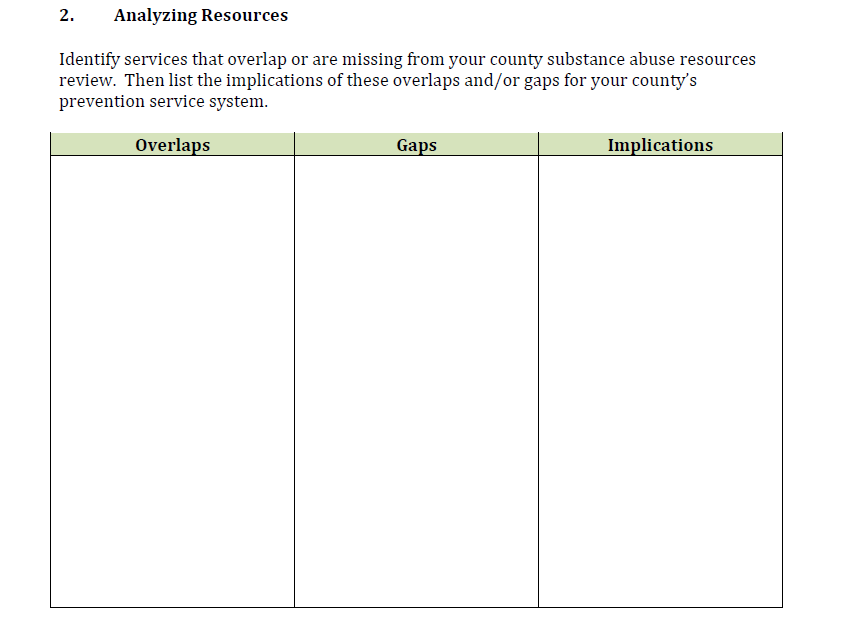 2. Analyzing Resources
Identify services that overlap or are missing from your county substance abuse resources
review.  Then list the implications of these overlaps and/or gaps for your county’s
prevention service system.
Overlaps Gaps Implications